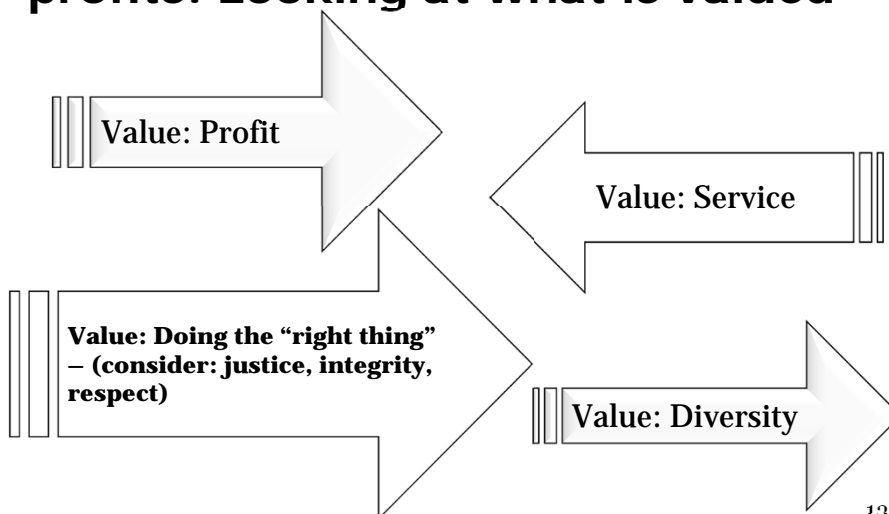 profits: Looking at what is valued
Value: Profit
Value: Service
Value: Doing the “right thing”
– (consider: justice, integrity,
respect)
Value: Diversity